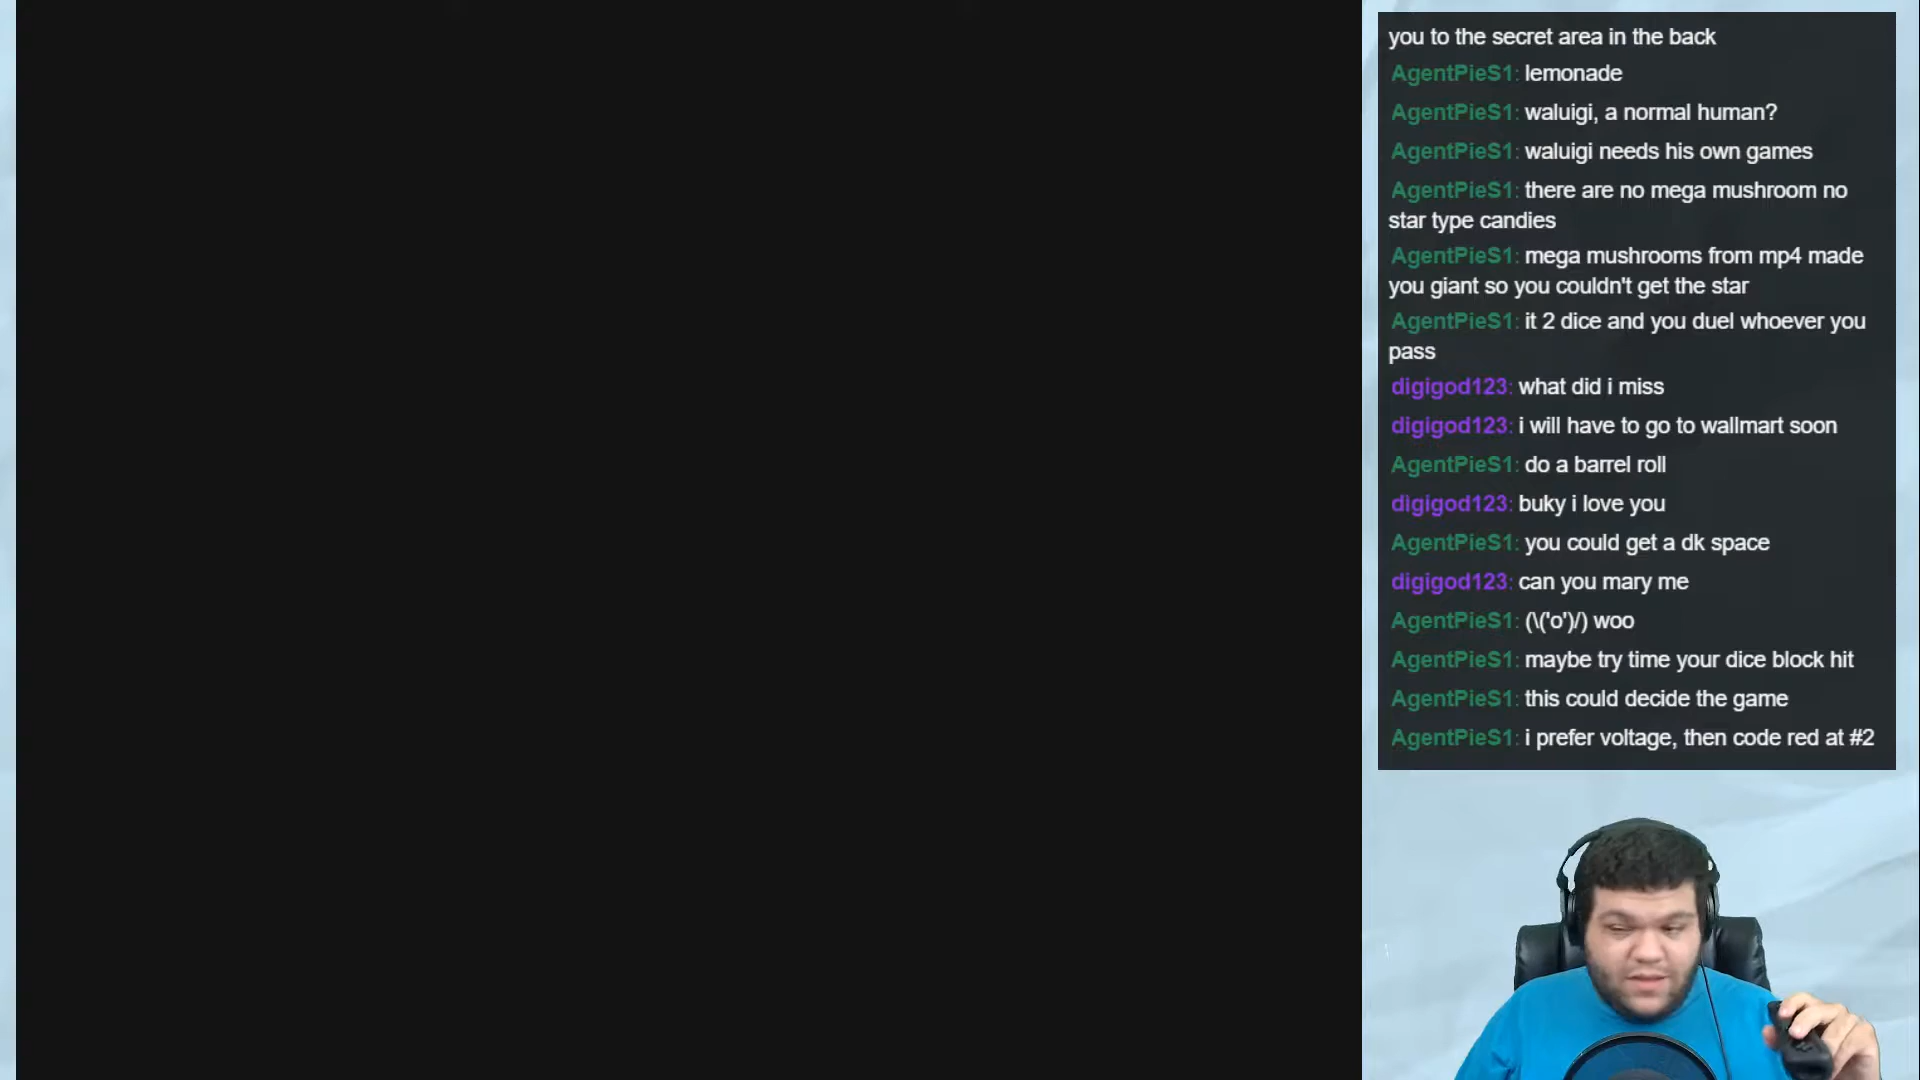 you to the secret area in the back
AgentPieS1: lemonade
AgentPieS1: waluigi, a normal human?
AgentPieS1: waluigi needs his own games
AgentPieS1: there are no mega mushroom no
star type candies
AgentPieS1: mega mushrooms from mp4 made
you giant so you couldn't get the star
AgentPieS1: it 2 dice and you duel whoever you
pass
digigod123: what did i miss
digigod123: i will have to go to wallmart soon
AgentPieS1: do a barrel roll
digigod123: buky i love you
AgentPieS1: you could get a dk space
digigod123: can you mary me
AgentPieS1: (\('o')/) woo
AgentPieS1: maybe try time your dice block hit
AgentPieS1: this could decide the game
AgentPieS1: i prefer voltage, then code red at #2